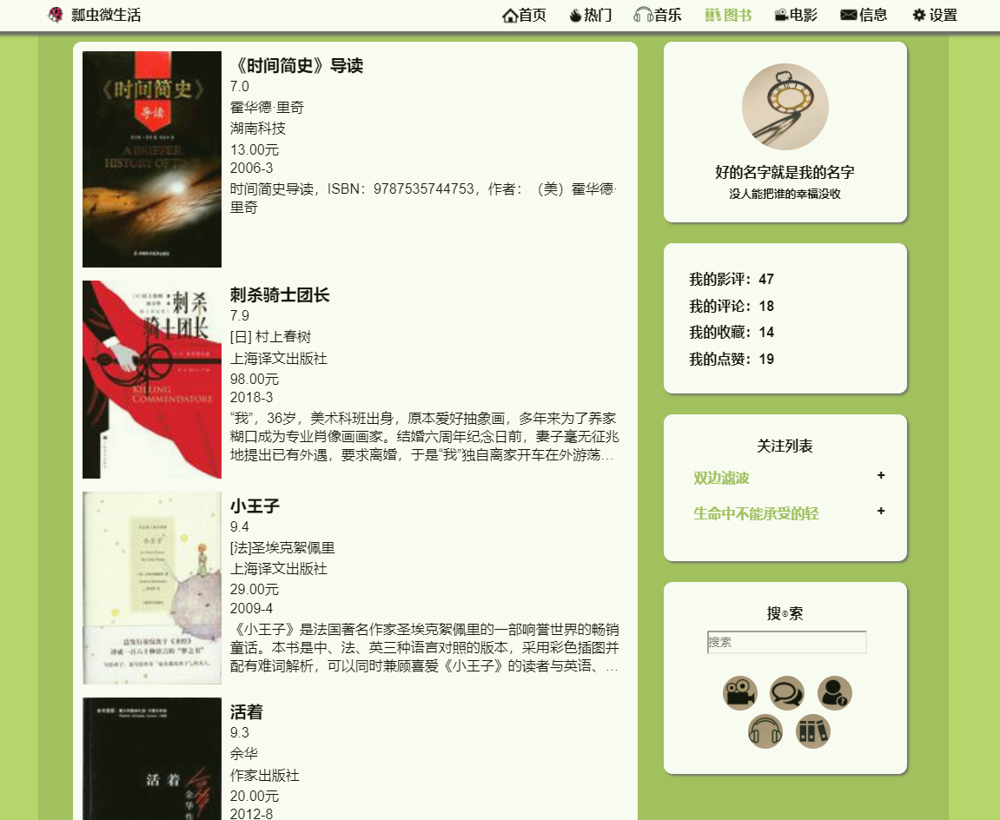 瓢虫微生活
首页 热门 音乐 图书 电影 信息 设置
《时间简史》
导读
A BRIEFER
HISTORY OF TIME
《时间简史》导读
7.0
霍华德·里奇
湖南科技
13.00元
2006-3
时间简史导读，ISBN：9787535744753，作者：（美）霍华德·
里奇
刺杀
骑士团长
KILLING
COMMENDATORE
刺杀骑士团长
7.9
[日] 村上春树
上海译文出版社
98.00元
2018-3
“我”，36岁，美术科班出身，原本爱好抽象画，多年来为了养家
糊口成为专业肖像画画家。结婚六周年纪念日前，妻子毫无征兆
地提出已有外遇，要求离婚，于是“我”独自离家开车在外游荡…
小王子
小王子
9.4
[法]圣埃克絮佩里
上海译文出版社
29.00元
2009-4
《小王子》是法国著名作家圣埃克絮佩里的一部响誉世界的畅销
童话。本书是中、法、英三种语言对照的版本，采用彩色插图并
配有难词解析，可以同时兼顾喜爱《小王子》的读者与英语、…
活着
余华作
活着
9.3
余华
作家出版社
20.00元
2012-8
好的名字就是我的名字
没人能把谁的幸福没收
我的影评：47
我的评论：18
我的收藏：14
我的点赞：19
关注列表
双边滤波 +
生命中不能承受的轻 +
搜⊙索
搜索